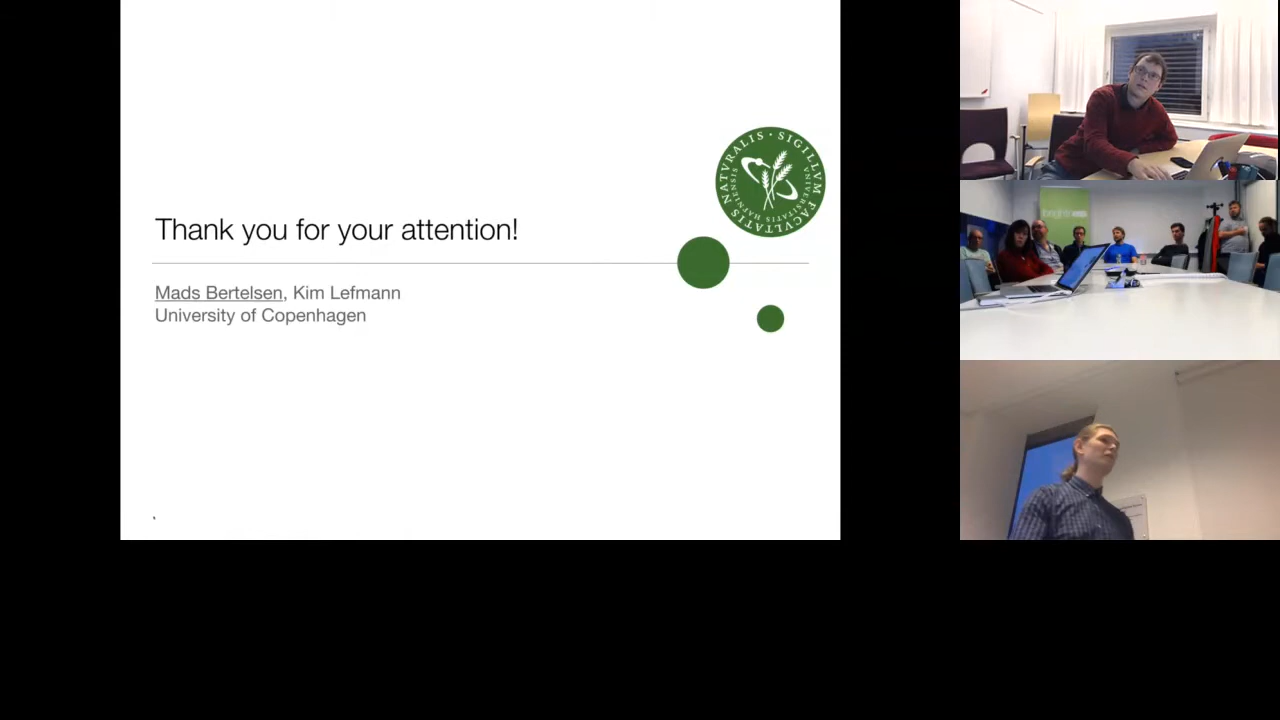 Thank you for your attention!
Mads Bertelsen, Kim Lefmann
University of Copenhagen
SIGILLVM FACVLTATIS NATVRALIS
VNIVERSITATIS HAFNIENSIS